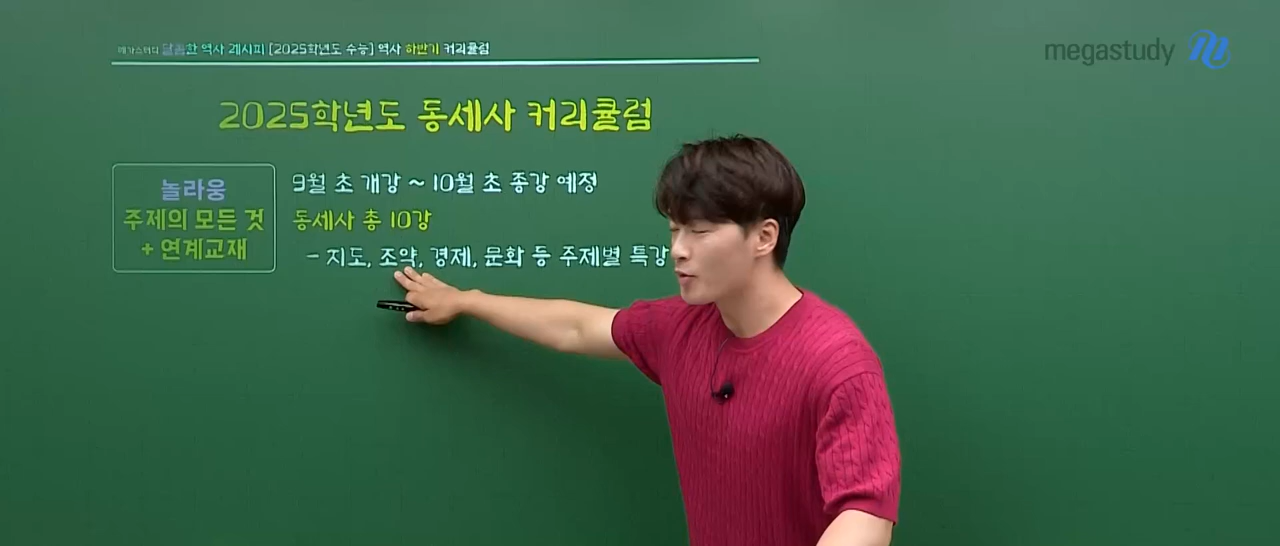 메가스터디 달콤한 역사 레시피 [2025학년도 수능] 역사 하반기 커리큘럼
megastudy
2025학년도 동세사 커리큘럼
놀라움
주제의 모든 것
+ 연계교재
9월 초 개강 ~ 10월 초 종강 예정
동세사 총 10강
- 지도, 조약, 경제, 문화 등 주제별 특강